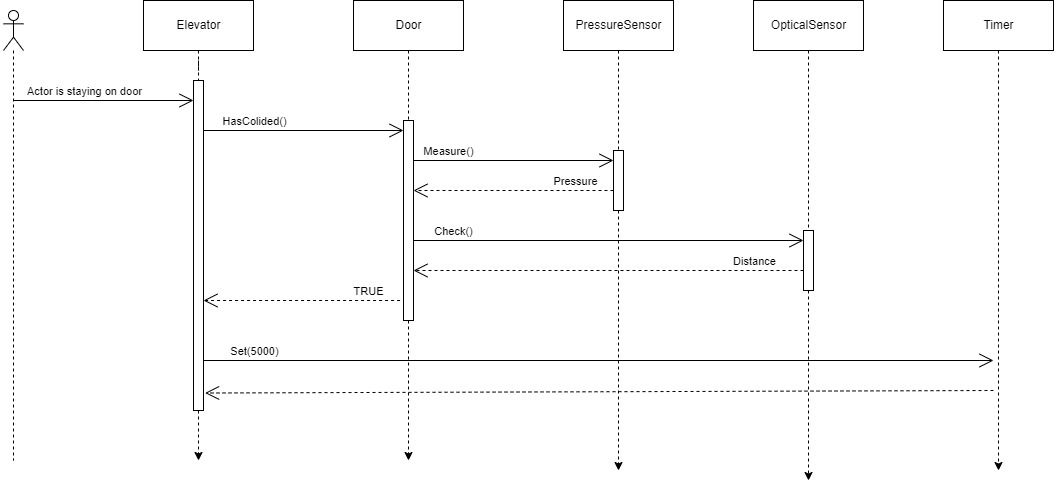 Elevator
Door
PressureSensor
OpticalSensor
Timer
Actor is staying on door
HasColided()
Measure()
Pressure
Check()
Distance
TRUE
Set(5000)